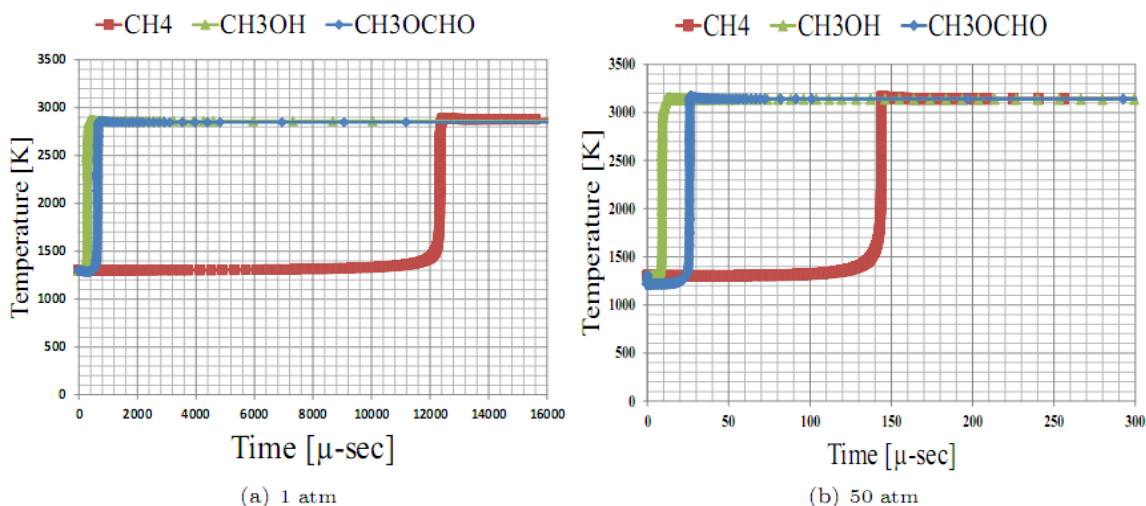 CH4 CH3OH CH3OCHO
Temperature [K]
3500
3000
2500
2000
1500
1000
500
0
0 2000 4000 6000 8000 10000 12000 14000 16000
Time [µ-sec]
(a) 1 atm
CH4 CH3OH CH3OCHO
Temperature [K]
3500
3000
2500
2000
1500
1000
500
0
0 50 100 150 200 250 300
Time [µ-sec]
(b) 50 atm